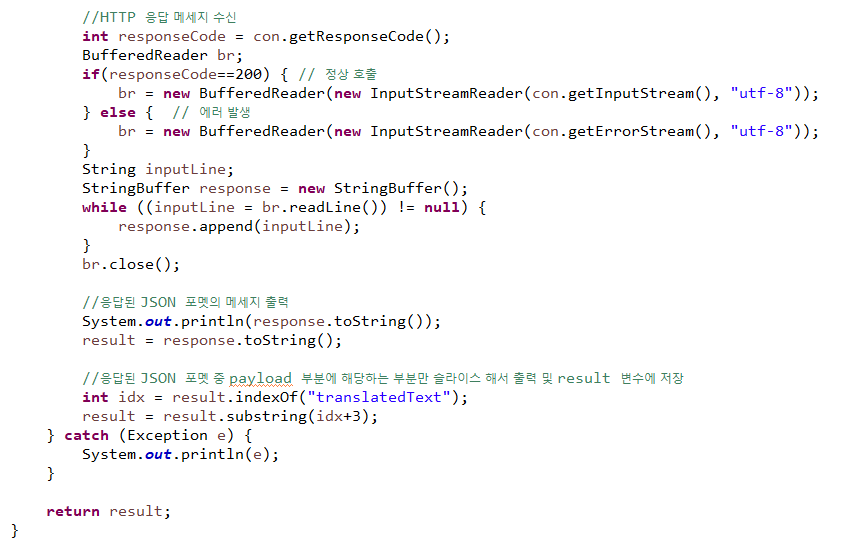 //HTTP 응답 메세지 수신
int responseCode = con.getResponseCode();
BufferedReader br;
if(responseCode==200) { // 정상 호출
br = new BufferedReader(new InputStreamReader(con.getInputStream(), "utf-8"));
} else {  // 에러 발생
br = new BufferedReader(new InputStreamReader(con.getErrorStream(), "utf-8"));
}
String inputLine;
StringBuffer response = new StringBuffer();
while ((inputLine = br.readLine()) != null) {
response.append(inputLine);
}
br.close();
//응답된 JSON 포멧의 메세지 출력
System.out.println(response.toString());
result = response.toString();
//응답된 JSON 포멧 중 payload 부분에 해당하는 부분만 슬라이스 해서 출력 및 result 변수에 저장
int idx = result.indexOf("translatedText");
result = result.substring(idx+3);
} catch (Exception e) {
System.out.println(e);
}
return result;
}